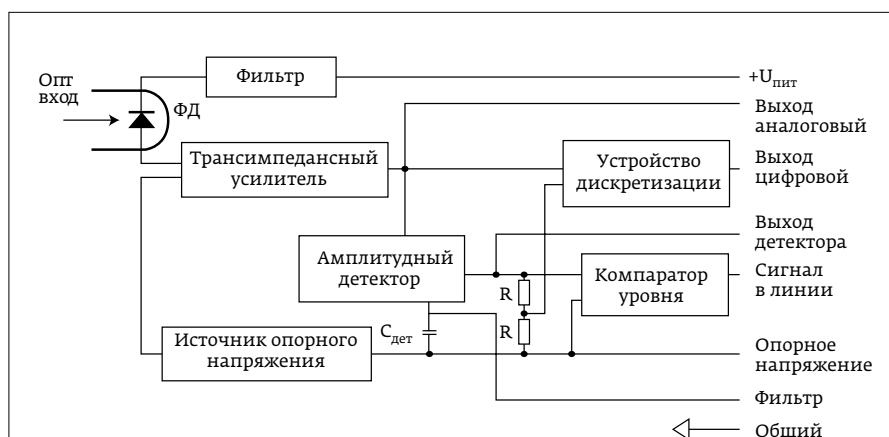 Опт
вход
ФД
Фильтр
+Uпит
Выход
аналоговый
Трансимпедансный
усилитель
Устройство
дискретизации
Выход
цифровой
Амплитудный
детектор
Выход
детектора
R
R
Компаратор
уровня
Сигнал
в линии
Cдет
Источник опорного
напряжения
Опорное
напряжение
Фильтр
Общий